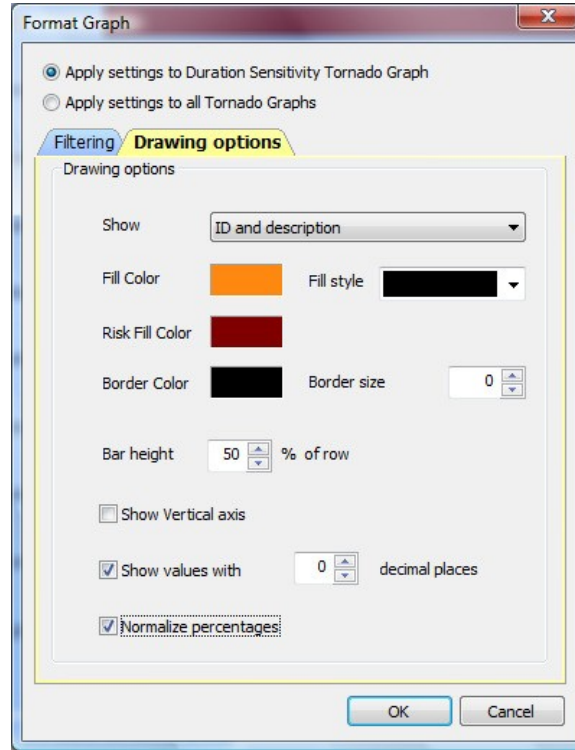 Format Graph
Apply settings to Duration Sensitivity Tornado Graph
Apply settings to all Tornado Graphs
Filtering Drawing options
Drawing options
Show ID and description
Fill Color Fill style
Risk Fill Color
Border Color Border size 0
Bar height 50 % of row
Show Vertical axis
Show values with 0 decimal places
Normalize percentages
OK Cancel